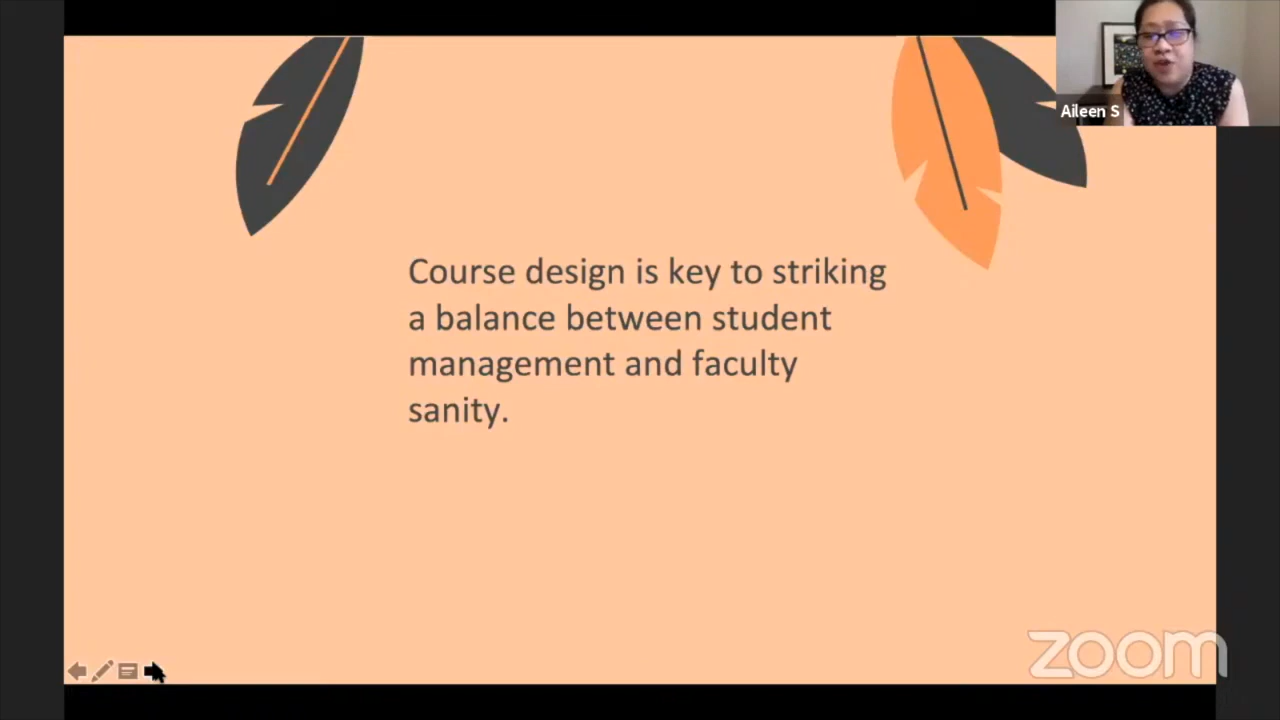 Aileen S
Course design is key to striking
a balance between student
management and faculty
sanity.
zoom